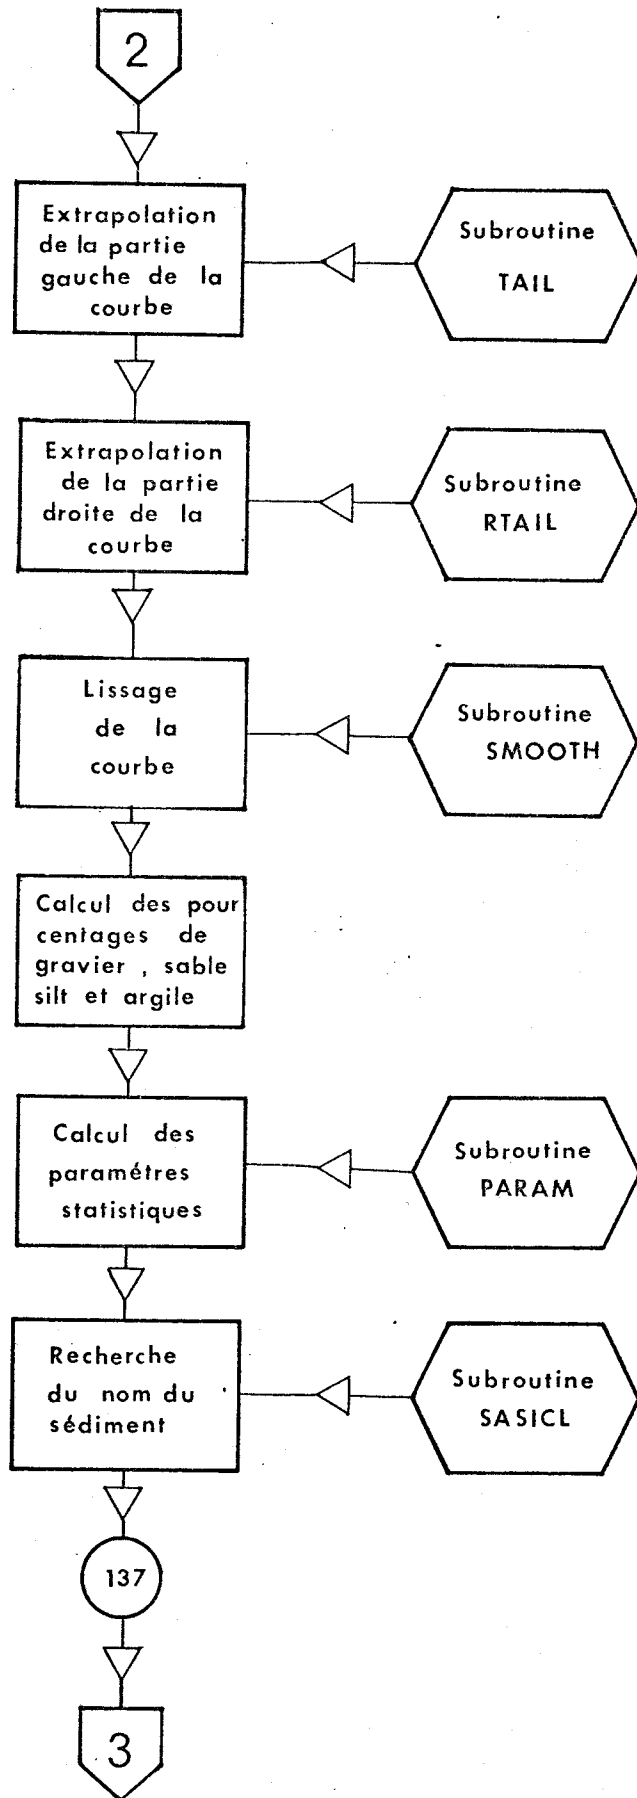 2
Extrapolation
de la partie
gauche de la
courbe
Subroutine
TAIL
Extrapolation
de la partie
droite de la
courbe
Subroutine
RTAIL
Lissage
de la
courbe
Subroutine
SMOOTH
Calcul des pour
centages de
gravier , sable
silt et argile
Calcul des
paramétres
statistiques
Subroutine
PARAM
Recherche
du nom du
sédiment
Subroutine
SASICL
137
3